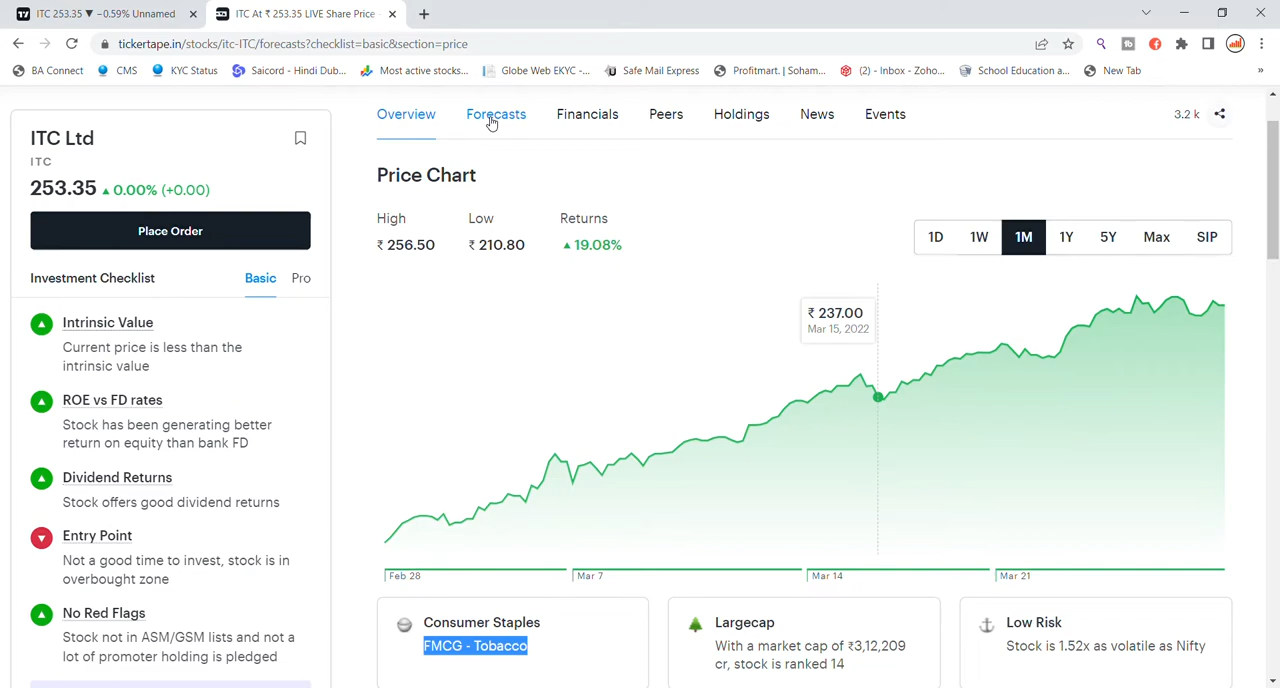 ITC 253.35 ▼ −0.59% Unnamed
ITC At ₹ 253.35 LIVE Share Price
tickertape.in/stocks/itc-ITC/forecasts?checklist=basic&section=price
BA Connect
CMS
KYC Status
Saicord - Hindi Dub...
Most active stocks...
Globe Web EKYC -...
Safe Mail Express
Profitmart. | Soham...
(2) - Inbox - Zoho...
School Education a...
New Tab
»
ITC Ltd
ITC
253.35 ▲ 0.00% (+0.00)
Place Order
Investment Checklist
Basic
Pro
Intrinsic Value
Current price is less than the
intrinsic value
ROE vs FD rates
Stock has been generating better
return on equity than bank FD
Dividend Returns
Stock offers good dividend returns
Entry Point
Not a good time to invest, stock is in
overbought zone
No Red Flags
Stock not in ASM/GSM lists and not a
lot of promoter holding is pledged
Overview
Forecasts
Financials
Peers
Holdings
News
Events
3.2 k
Price Chart
High
Low
Returns
₹ 256.50
₹ 210.80
▲ 19.08%
1D
1W
1M
1Y
5Y
Max
SIP
₹ 237.00
Mar 15, 2022
Feb 28
Mar 7
Mar 14
Mar 21
Consumer Staples
FMCG - Tobacco
Largecap
With a market cap of ₹3,12,209
cr, stock is ranked 14
Low Risk
Stock is 1.52x as volatile as Nifty